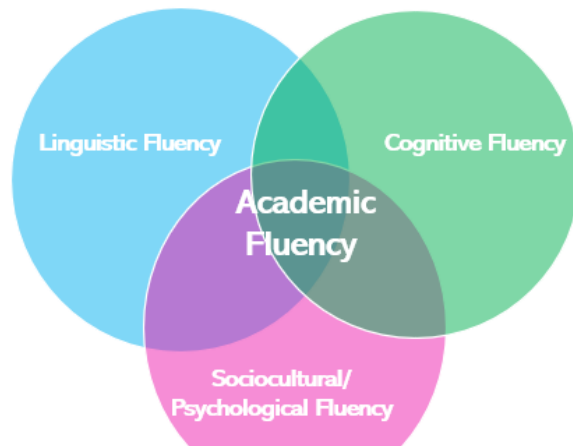 Linguistic Fluency
Cognitive Fluency
Academic
Fluency
Sociocultural/
Psychological Fluency